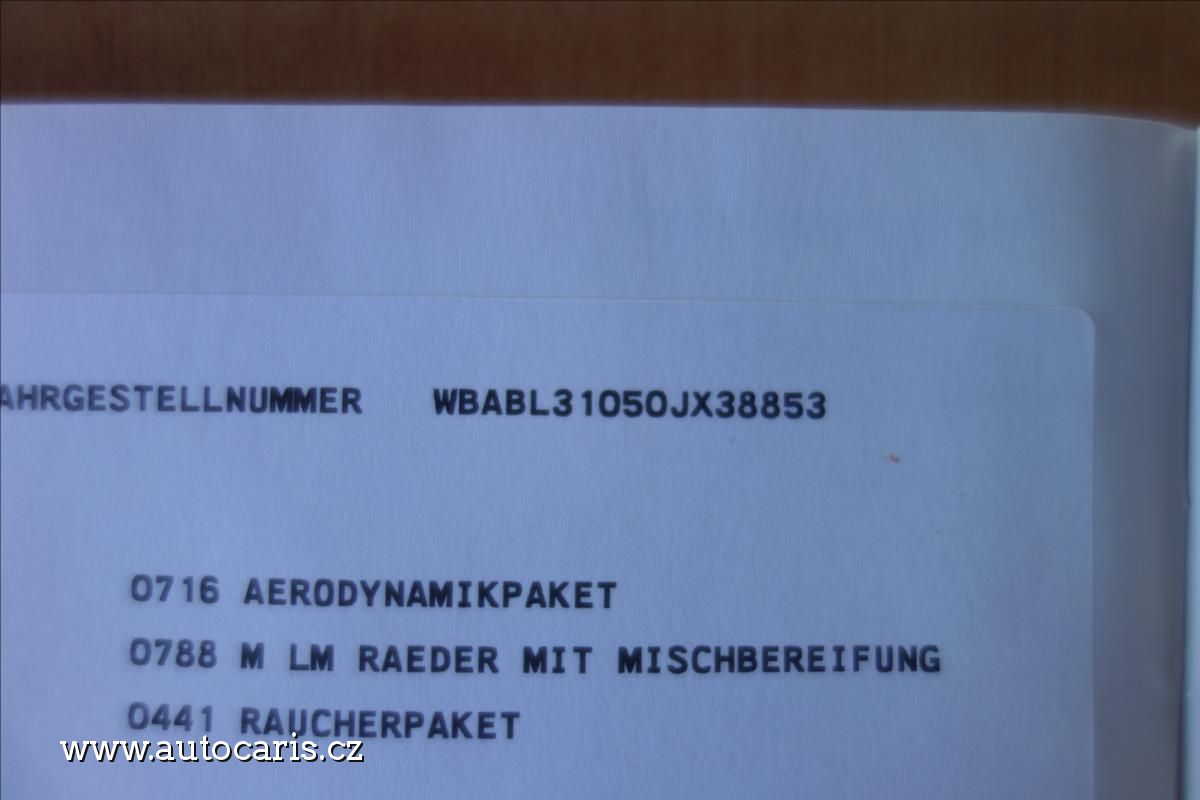 AHRGESTELLNUMMER WBABL31050JX38853
0716 AERODYNAMIKPAKET
0788 M LM RAEDER MIT MISCHBEREIFUNG
0441 RAUCHERPAKET
www.autocaris.cz